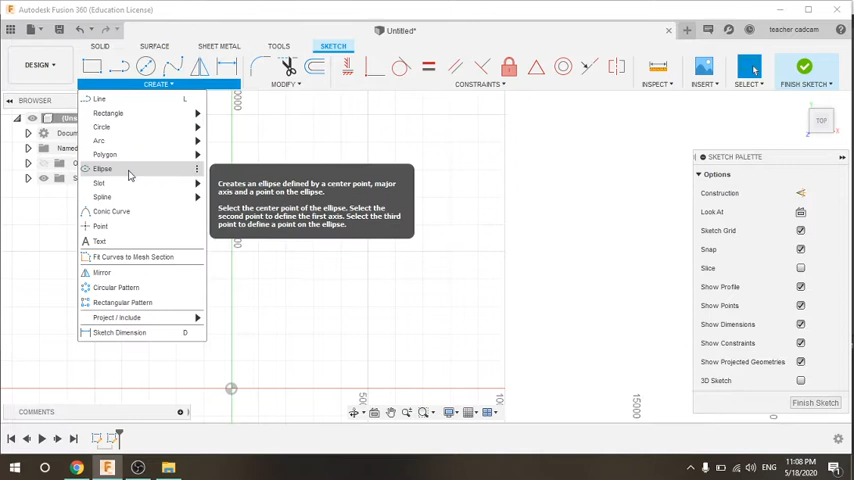 Autodesk Fusion 360 (Education License)
Untitled*
teacher cadcam
SOLID SURFACE SHEET METAL TOOLS SKETCH
DESIGN
CREATE MODIFY CONSTRAINTS INSPECT INSERT SELECT FINISH SKETCH
BROWSER
Docum
Named
Line L
Rectangle
Circle
Arc
Polygon
Ellipse
Slot
Spline
Conic Curve
Point
Text
Fit Curves to Mesh Section
Mirror
Circular Pattern
Rectangular Pattern
Project / Include
Sketch Dimension D
Creates an ellipse defined by a center point, major
axis and a point on the ellipse.
Select the center point of the ellipse. Select the
second point to define the first axis. Select the third
point to define a point on the ellipse.
TOP
SKETCH PALETTE
Options
Construction
Look At
Sketch Grid
Snap
Slice
Show Profile
Show Points
Show Dimensions
Show Constraints
Show Projected Geometries
3D Sketch
Finish Sketch
15000
COMMENTS
ENG
11:08 PM
5/18/2020